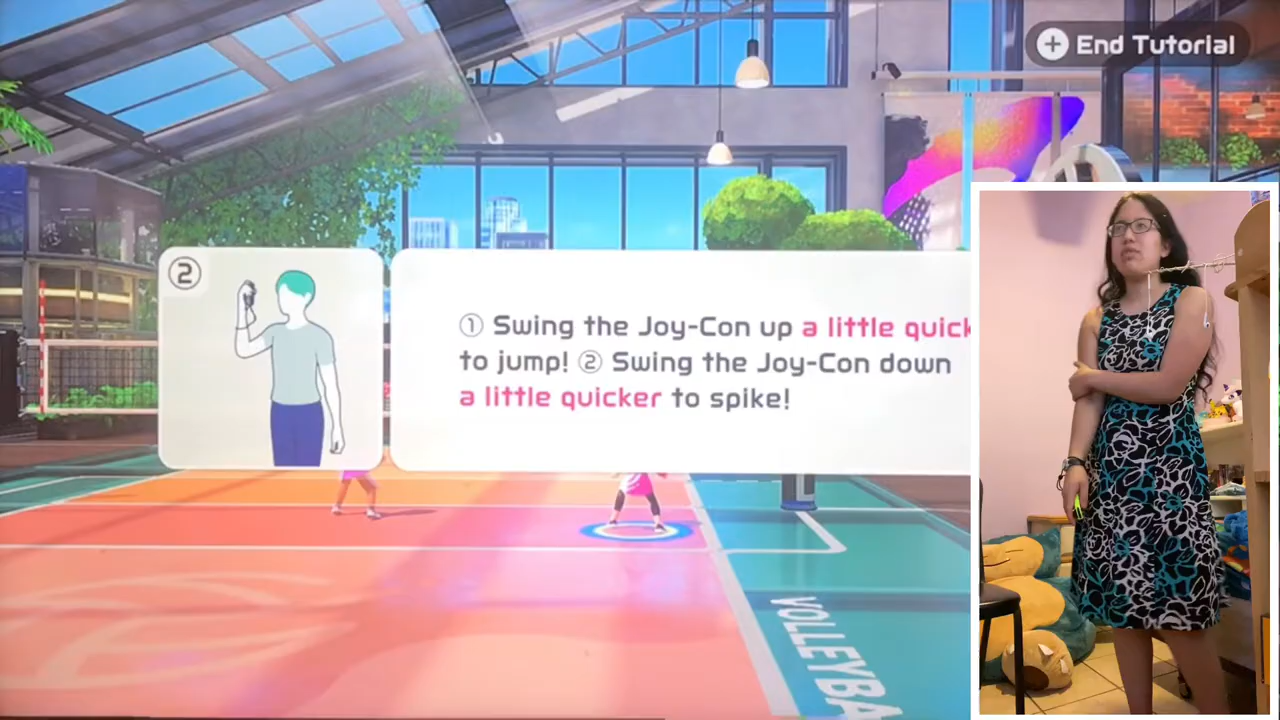 + End Tutorial
2
① Swing the Joy-Con up a little quick
to jump! ② Swing the Joy-Con down
a little quicker to spike!
VOLLEYBA